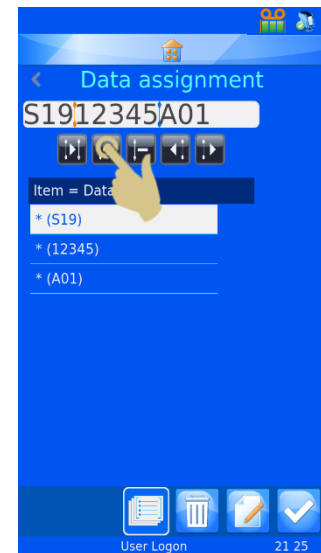 Data assignment
S1912345A01
Item = Data
* (S19)
* (12345)
* (A01)
User Logon 21 25